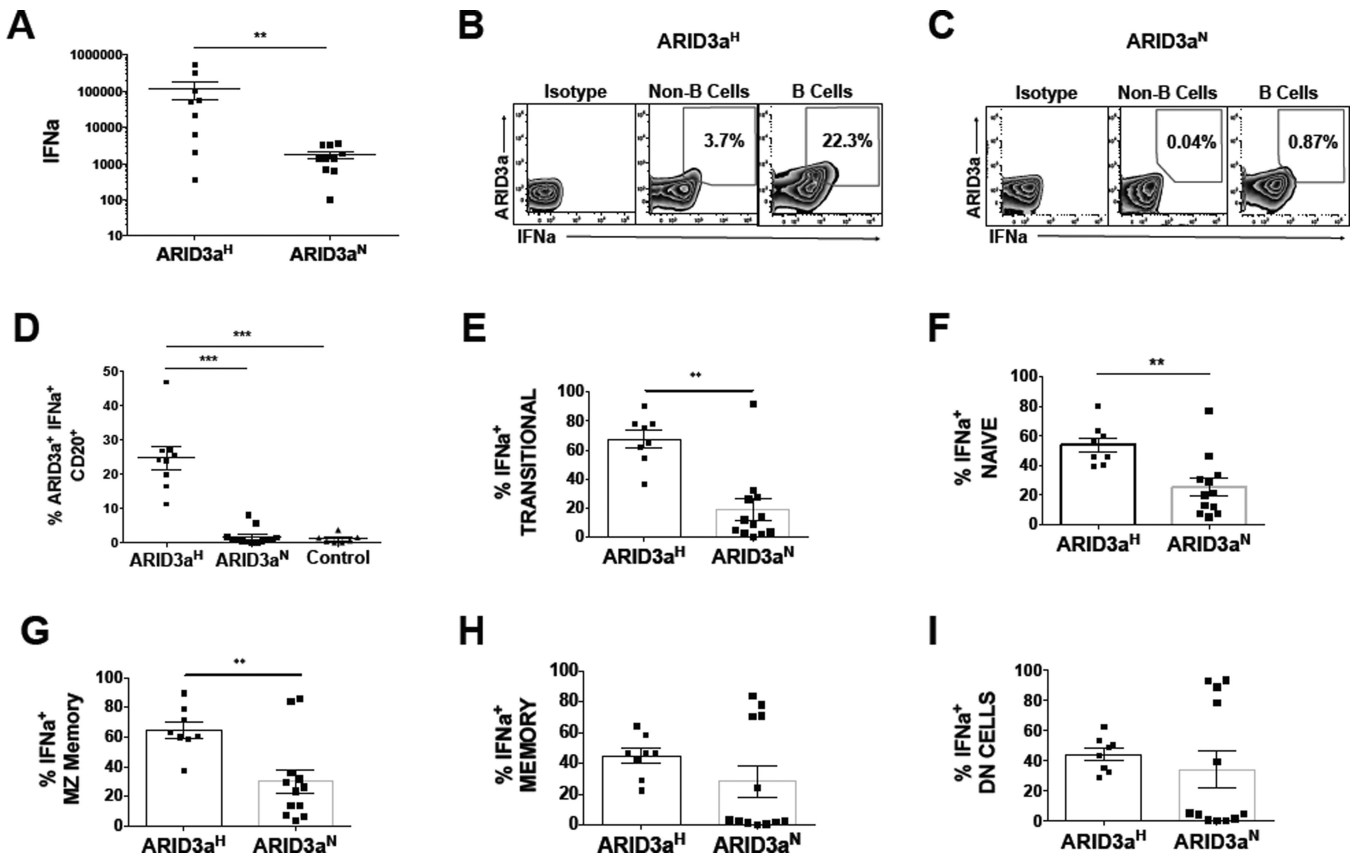 A
**
1000000
100000
10000
1000
100
10
IFNa
ARID3aH
ARID3aN
B
ARID3aH
Isotype
Non-B Cells
B Cells
3.7%
22.3%
ARID3a
IFNa
C
ARID3aN
Isotype
Non-B Cells
B Cells
0.04%
0.87%
ARID3a
IFNa
D
***
***
50
40
30
20
10
0
% ARID3a+ IFNa+
CD20+
ARID3aH
ARID3aN
Control
E
**
100
80
60
40
20
0
% IFNa+
TRANSITIONAL
ARID3aH
ARID3aN
F
**
100
80
60
40
20
0
% IFNa+
NAIVE
ARID3aH
ARID3aN
G
**
100
80
60
40
20
0
% IFNa+
MZ Memory
ARID3aH
ARID3aN
H
100
80
60
40
20
0
% IFNa+
MEMORY
ARID3aH
ARID3aN
I
100
80
60
40
20
0
% IFNa+
DN CELLS
ARID3aH
ARID3aN